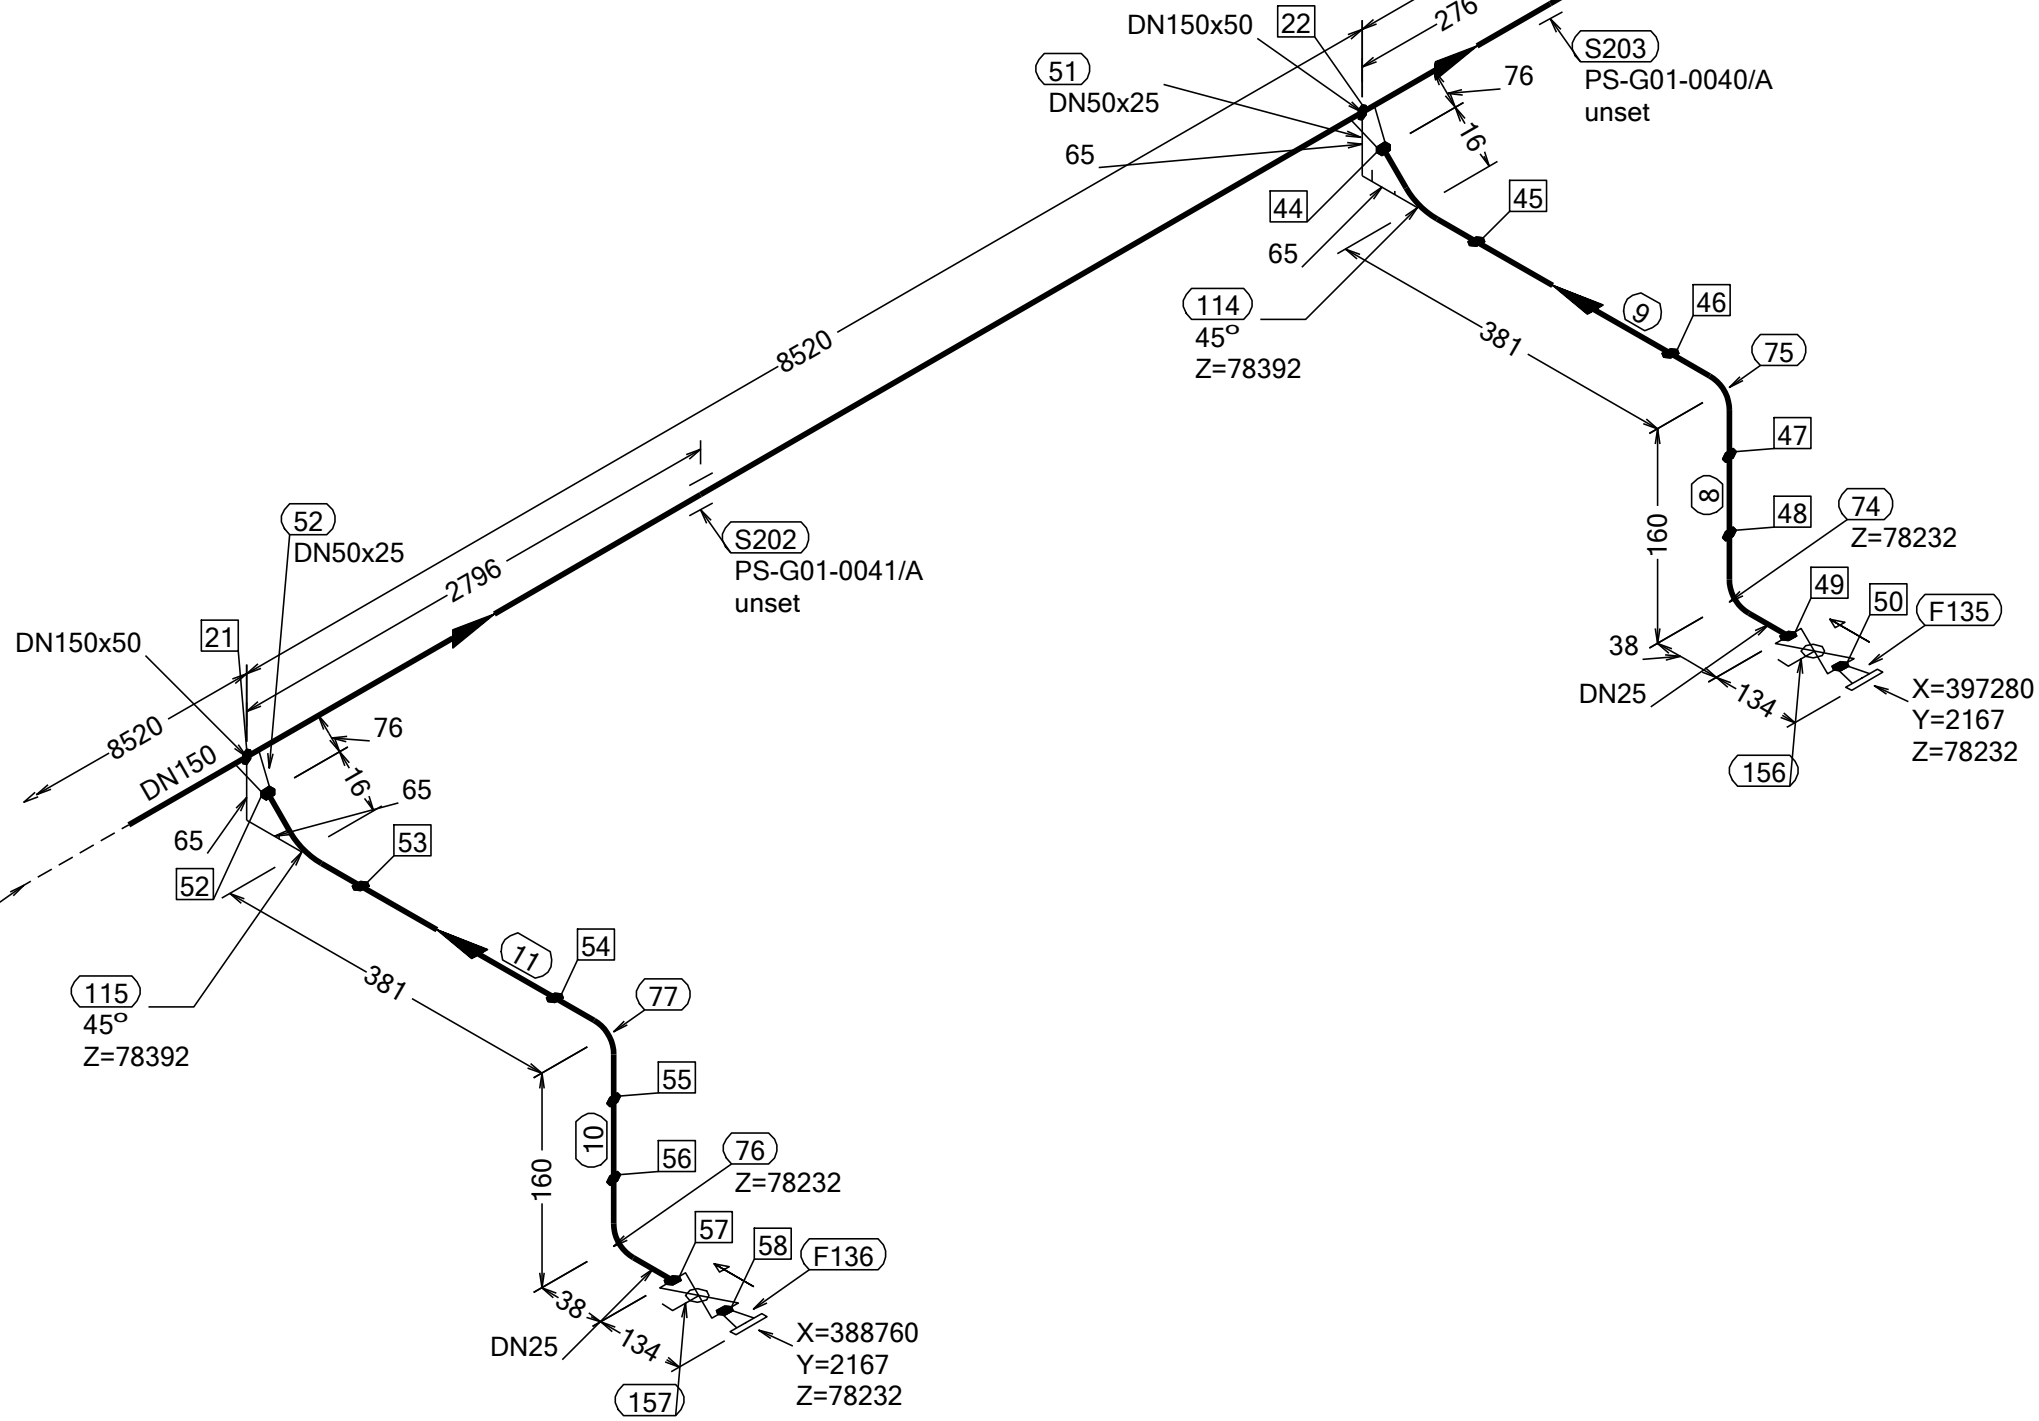 276
DN150x50
22
S203
PS-G01-0040/A
unset
51
DN50x25
76
16
65
44
45
65
114
45°
Z=78392
381
9
46
75
8520
47
8
48
160
74
Z=78232
49
50
F135
38
DN25
134
X=397280
Y=2167
Z=78232
156
52
DN50x25
S202
PS-G01-0041/A
unset
2796
21
DN150x50
8520
DN150
76
16
65
65
52
53
115
45°
Z=78392
381
11
54
77
55
10
56
160
76
Z=78232
57
58
F136
38
DN25
134
X=388760
Y=2167
Z=78232
157